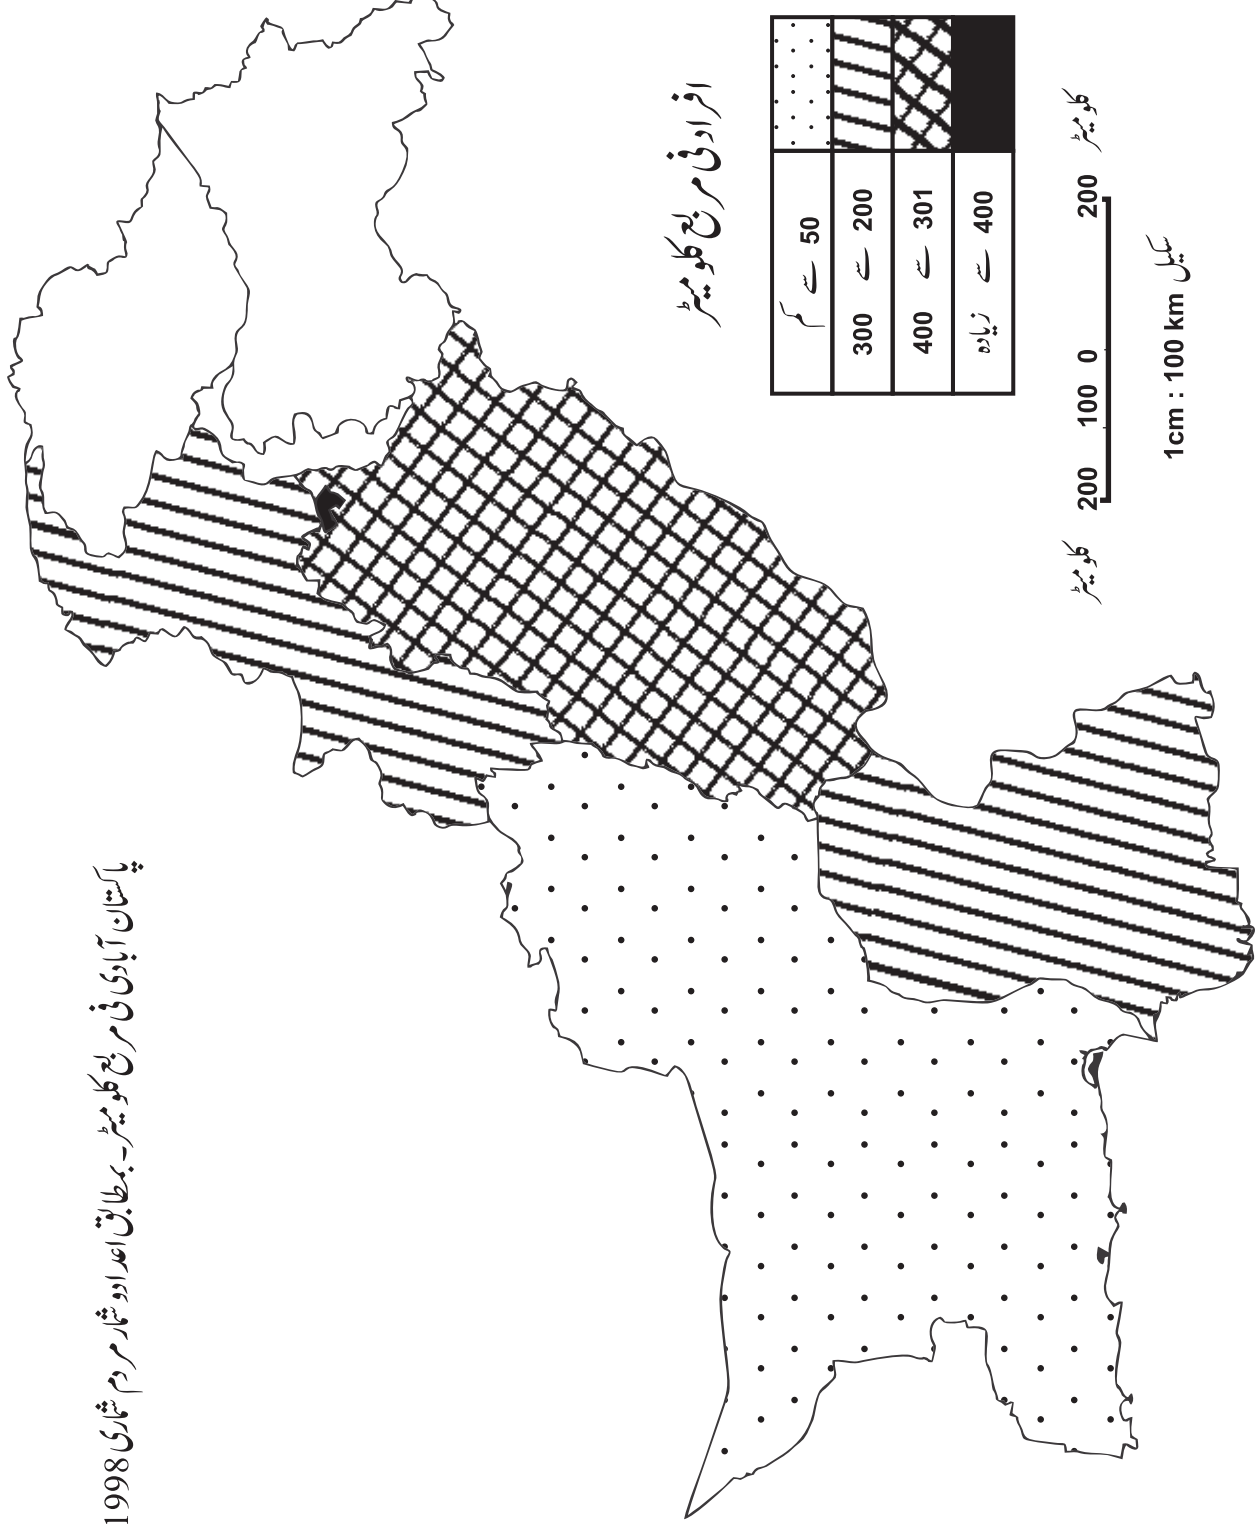 پاکستان آبادی فی مربع کلومیٹر۔ بمطابق اعداد و شمار مردم شماری 1998
افراد فی مربع کلومیٹر
50 سے کم
200 سے 300
301 سے 400
400 سے زیادہ
کلومیٹر 200 100 0 200 کلومیٹر
سکیل 1cm : 100 km